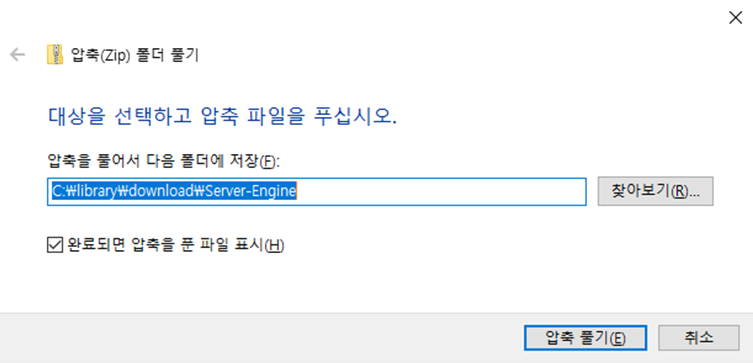 압축(Zip) 폴더 풀기
대상을 선택하고 압축 파일을 푸십시오.
압축을 풀어서 다음 폴더에 저장(F):
C:₩library₩download₩Server-Engine
찾아보기(R)...
완료되면 압축을 푼 파일 표시(H)
압축 풀기(E)
취소